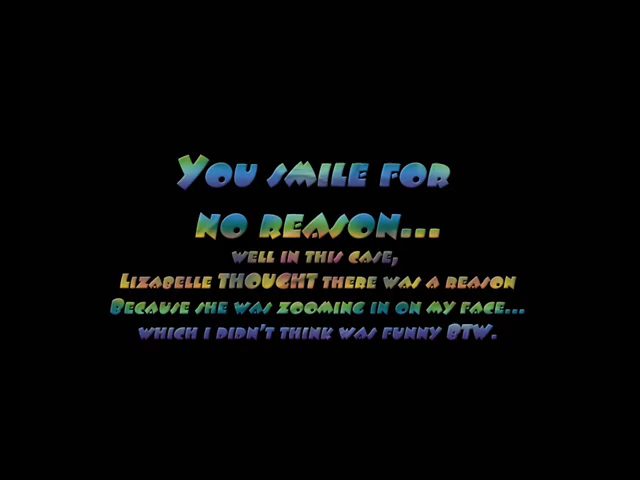 You smile for
no reason...
well in this case,
Lizabelle THOUGHT there was a reason
Because she was zooming in on my face...
which i didn't think was funny BTW.